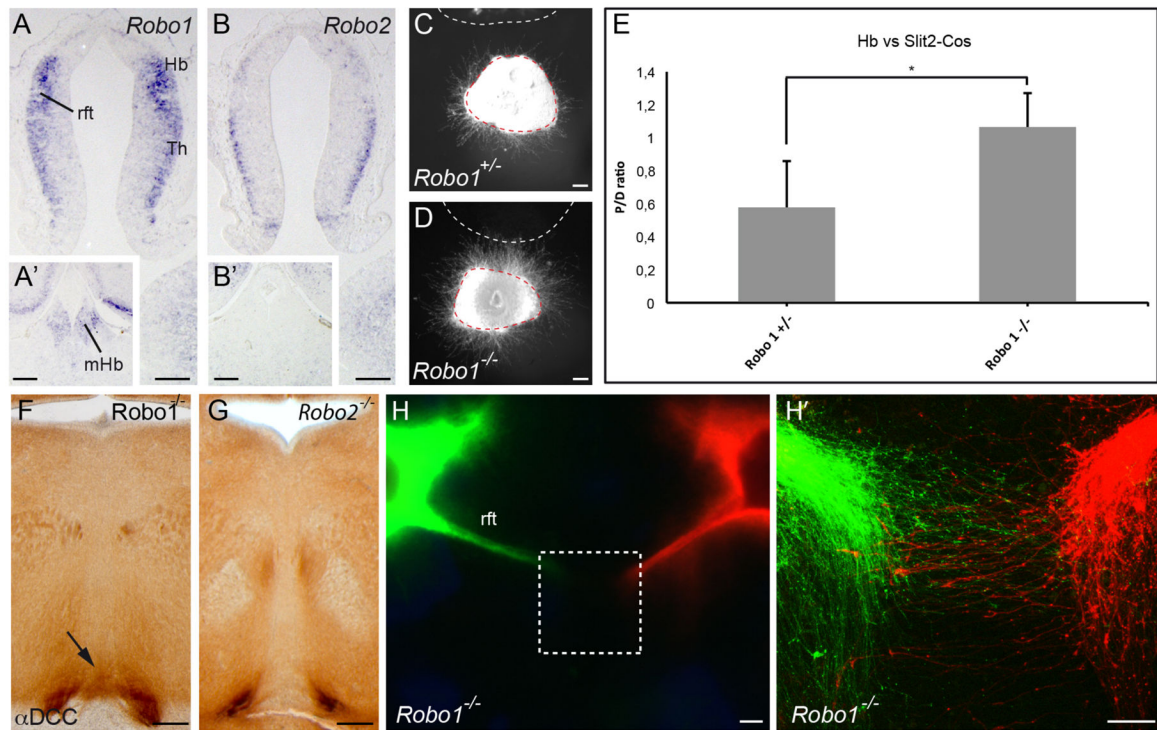 A
Robo1
Hb
rft
Th
A'
mHb
B
Robo2
B'
C
Robo1+/-
D
Robo1-/-
E
Hb vs Slit2-Cos
*
P/D ratio
1,4
1,2
1
0,8
0,6
0,4
0,2
0
Robo 1 +/-
Robo 1 -/-
F
Robo1-/-
αDCC
G
Robo2-/-
H
rft
Robo1-/-
H'
Robo1-/-